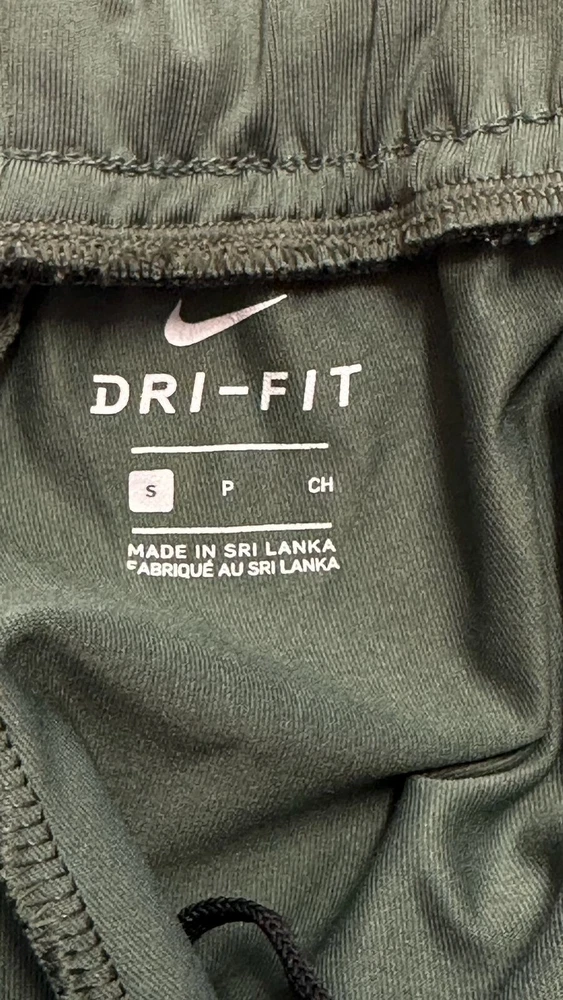 DRI-FIT
S P CH
MADE IN SRI LANKA
FABRIQUÉ AU SRI LANKA